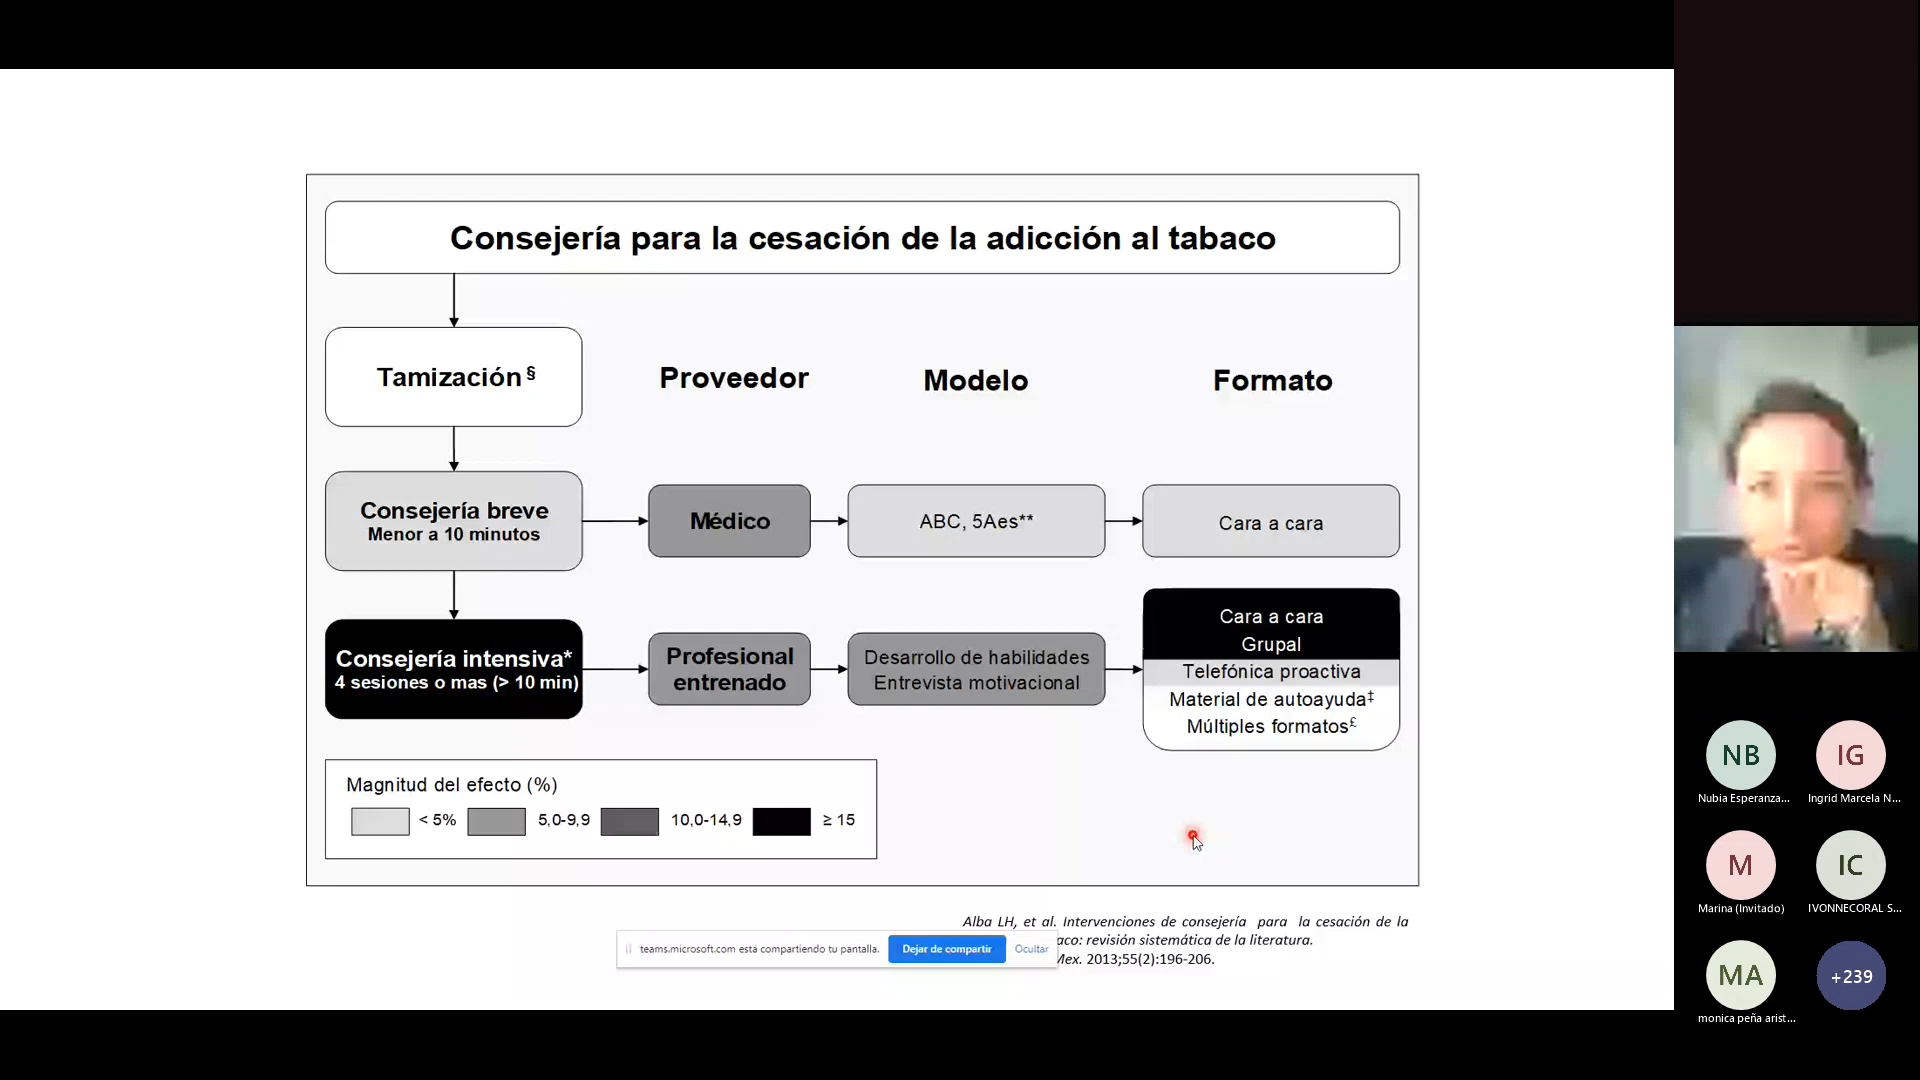 Consejería para la cesación de la adicción al tabaco
Tamización§
Proveedor
Modelo
Formato
Consejería breve
Menor a 10 minutos
Médico
ABC, 5Aes**
Cara a cara
Consejería intensiva*
4 sesiones o mas (> 10 min)
Profesional
entrenado
Desarrollo de habilidades
Entrevista motivacional
Cara a cara
Grupal
Telefónica proactiva
Material de autoayuda‡
Múltiples formatos£
Magnitud del efecto (%)
< 5%
5,0-9,9
10,0-14,9
≥ 15
Alba LH, et al. Intervenciones de consejería para la cesación de la
revisión sistemática de la literatura.
2013;55(2):196-206.
teams.microsoft.com está compartiendo tu pantalla.
Dejar de compartir
Ocultar
NB
Nubia Esperanza...
IG
Ingrid Marcela N...
M
Marina (Invitado)
IC
IVONNECORAL S...
MA
monica peña arist...
+239